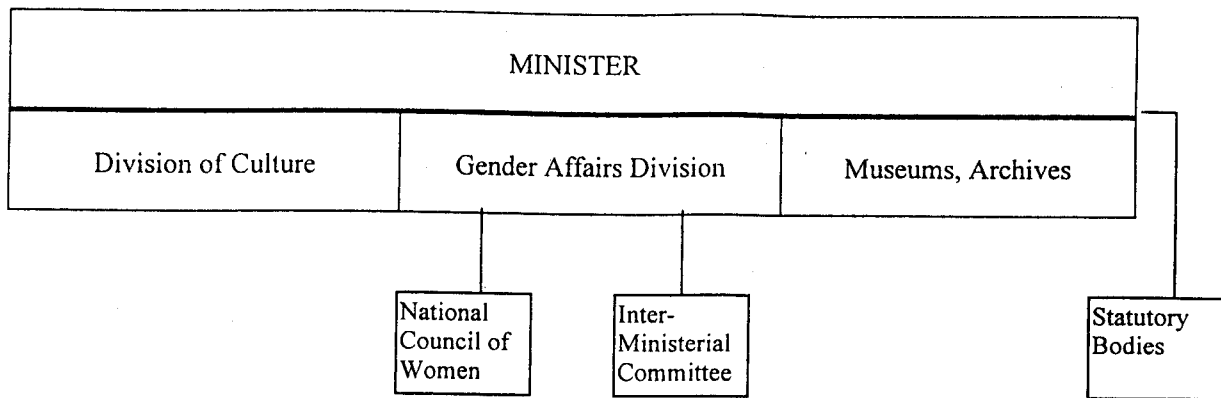 MINISTER
Division of Culture
Gender Affairs Division
Museums, Archives
National
Council of
Women
Inter-
Ministerial
Committee
Statutory
Bodies